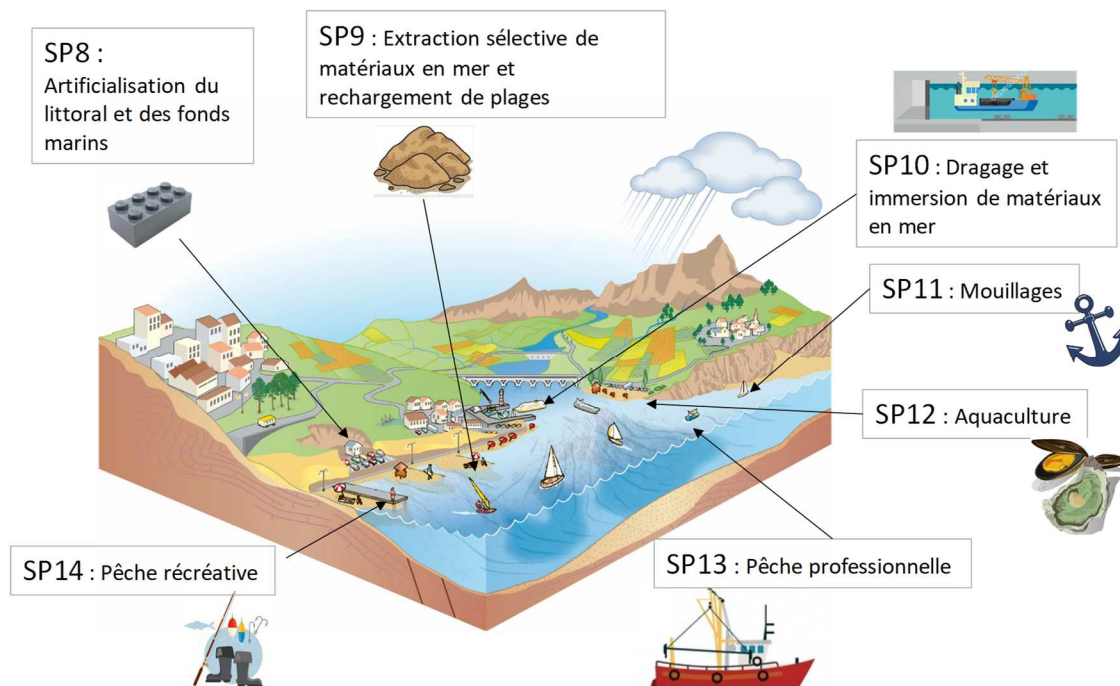 SP8 :
Artificialisation du
littoral et des fonds
marins
SP9 : Extraction sélective de
matériaux en mer et
rechargement de plages
SP10 : Dragage et
immersion de matériaux
en mer
SP11 : Mouillages
SP12 : Aquaculture
SP13 : Pêche professionnelle
SP14 : Pêche récréative